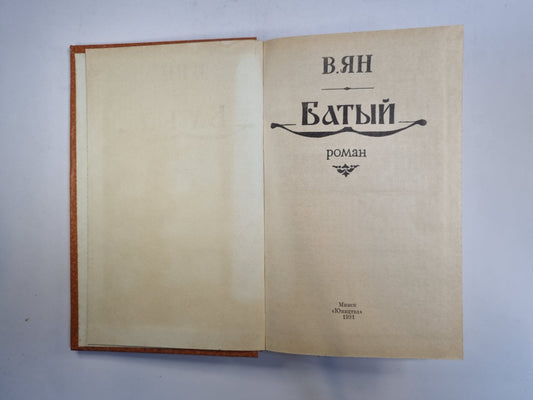 В. ЯН
БАТЫЙ
роман
Минск
«Юнацтва»
1991